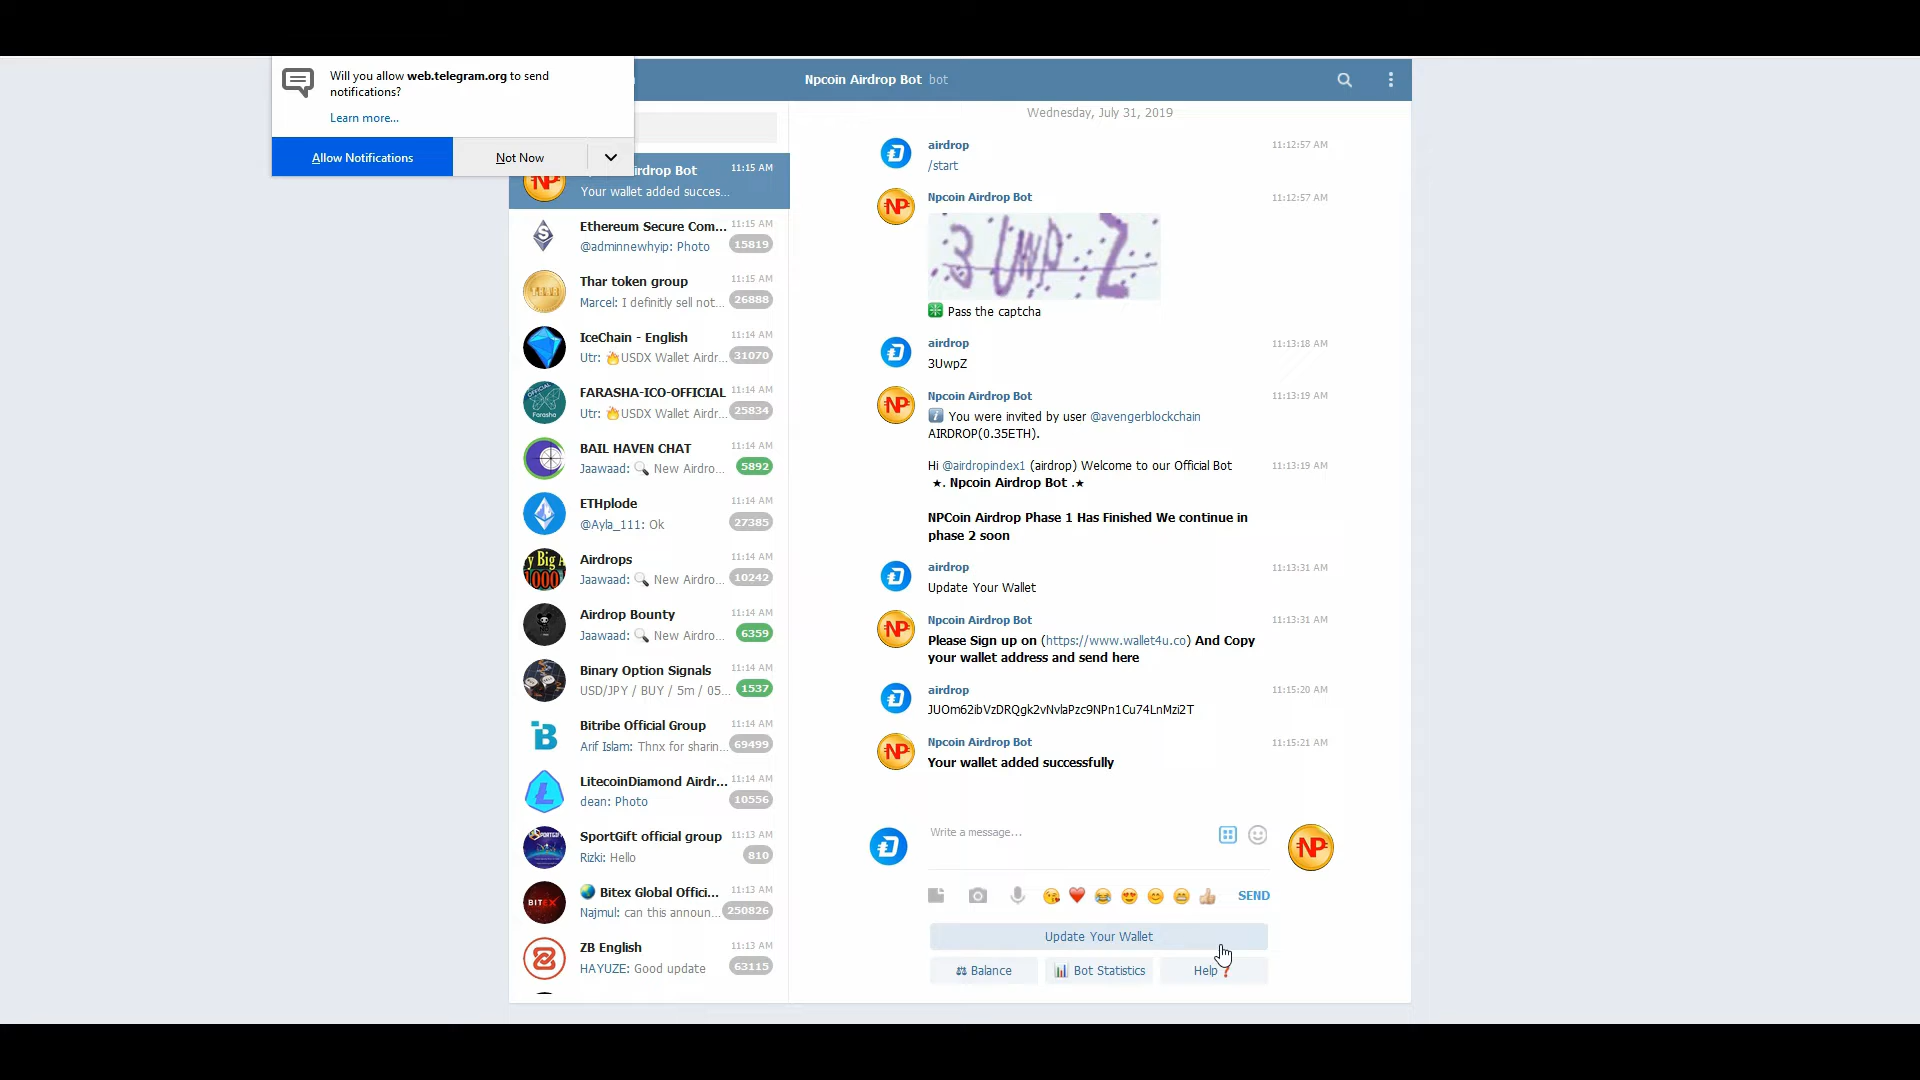 Will you allow web.telegram.org to send
notifications?
Learn more...
Allow Notifications
Not Now
Npcoin Airdrop Bot bot
irdrop Bot 11:15 AM
Your wallet added succes...
Ethereum Secure Com... 11:15 AM
@adminnewhyip: Photo 15819
Thar token group 11:15 AM
Marcel: I definitly sell not... 26888
IceChain - English 11:14 AM
Utr: 🔥USDX Wallet Airdr... 31070
FARASHA-ICO-OFFICIAL 11:14 AM
Utr: 🔥USDX Wallet Airdr... 25834
BAIL HAVEN CHAT 11:14 AM
Jaawaad: 🔍 New Airdro... 5892
ETHplode 11:14 AM
@Ayla_111: Ok 27385
Airdrops 11:14 AM
Jaawaad: 🔍 New Airdro... 10242
Airdrop Bounty 11:14 AM
Jaawaad: 🔍 New Airdro... 6359
Binary Option Signals 11:14 AM
USD/JPY / BUY / 5m / 05... 1537
Bitribe Official Group 11:14 AM
Arif Islam: Thnx for sharin... 69499
LitecoinDiamond Airdr... 11:14 AM
dean: Photo 10556
SportGift official group 11:13 AM
Rizki: Hello 810
🌏 Bitex Global Offici... 11:13 AM
Najmul: can this announ... 250826
ZB English 11:13 AM
HAYUZE: Good update 63115
Wednesday, July 31, 2019
airdrop 11:12:57 AM
/start
Npcoin Airdrop Bot 11:12:57 AM
3UwpZ
Pass the captcha
airdrop 11:13:18 AM
3UwpZ
Npcoin Airdrop Bot 11:13:19 AM
ℹ️ You were invited by user @avengerblockchain
AIRDROP(0.35ETH).
Hi @airdropindex1 (airdrop) Welcome to our Official Bot 11:13:19 AM
★. Npcoin Airdrop Bot .★
NPCoin Airdrop Phase 1 Has Finished We continue in
phase 2 soon
airdrop 11:13:31 AM
Update Your Wallet
Npcoin Airdrop Bot 11:13:31 AM
Please Sign up on (https://www.wallet4u.co) And Copy
your wallet address and send here
airdrop 11:15:20 AM
JUOm62ibVzDRQgk2vNvlaPzc9NPn1Cu74LnMzi2T
Npcoin Airdrop Bot 11:15:21 AM
Your wallet added successfully
Write a message...
SEND
Update Your Wallet
Balance
Bot Statistics
Help❓